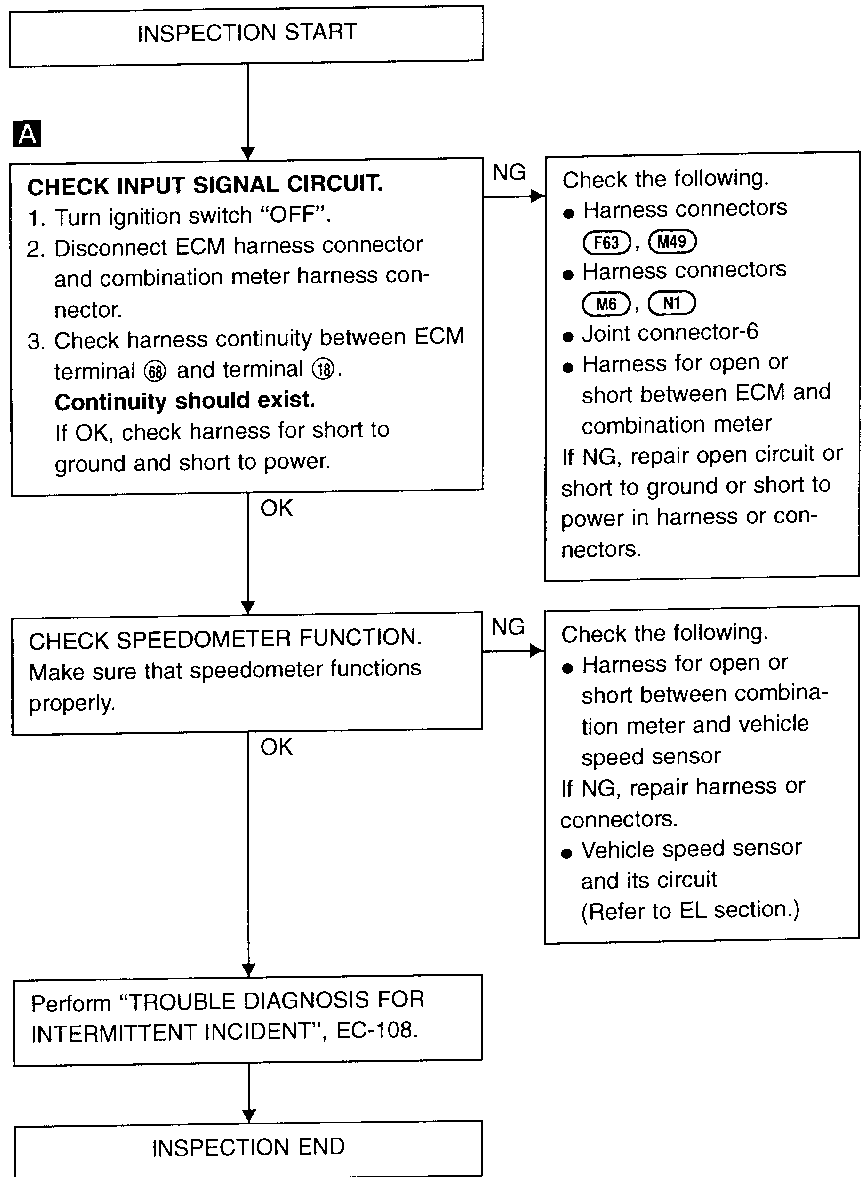 INSPECTION START
A
CHECK INPUT SIGNAL CIRCUIT.
1. Turn ignition switch “OFF”.
2. Disconnect ECM harness connector
and combination meter harness con-
nector.
3. Check harness continuity between ECM
terminal 68 and terminal 18.
Continuity should exist.
If OK, check harness for short to
ground and short to power.
NG
Check the following.
● Harness connectors
F63, M49
● Harness connectors
M6, N1
● Joint connector-6
● Harness for open or
short between ECM and
combination meter
If NG, repair open circuit or
short to ground or short to
power in harness or con-
nectors.
OK
CHECK SPEEDOMETER FUNCTION.
Make sure that speedometer functions
properly.
NG
Check the following.
● Harness for open or
short between combina-
tion meter and vehicle
speed sensor
If NG, repair harness or
connectors.
● Vehicle speed sensor
and its circuit
(Refer to EL section.)
OK
Perform “TROUBLE DIAGNOSIS FOR
INTERMITTENT INCIDENT”, EC-108.
INSPECTION END